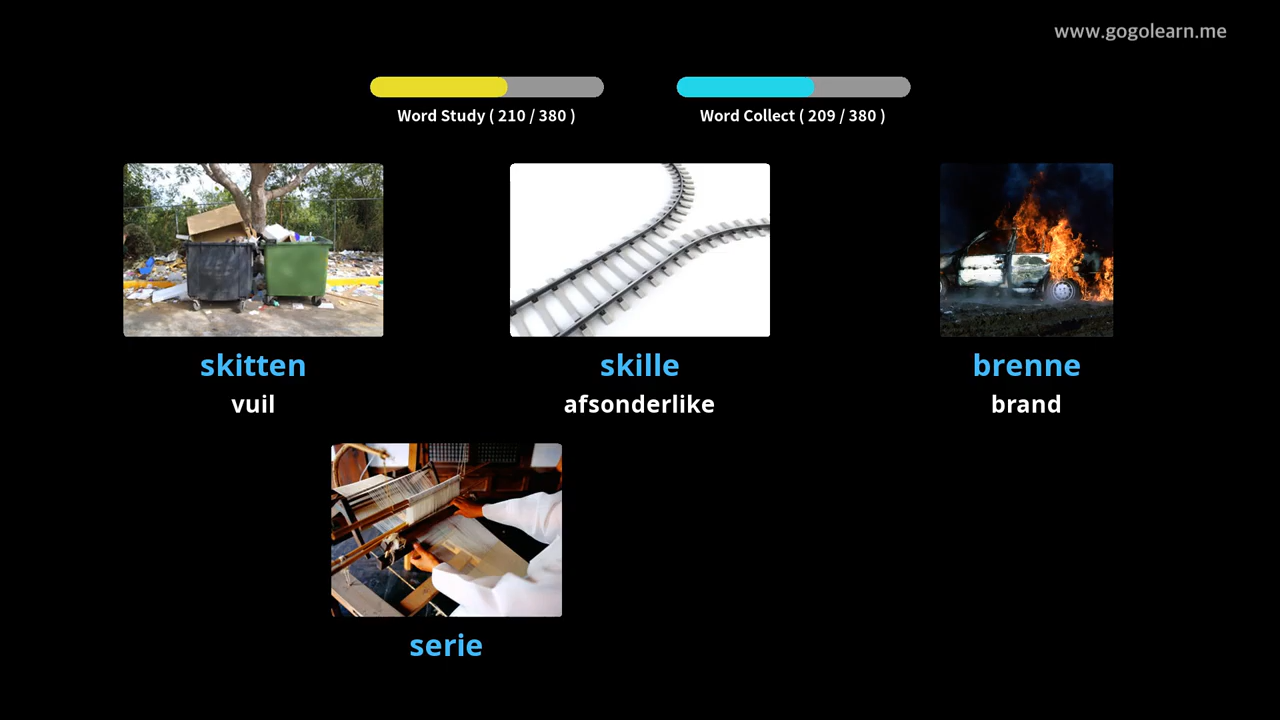 www.gogolearn.me
Word Study ( 210 / 380 )
Word Collect ( 209 / 380 )
skitten
skille
brenne
vuil
afsonderlike
brand
serie